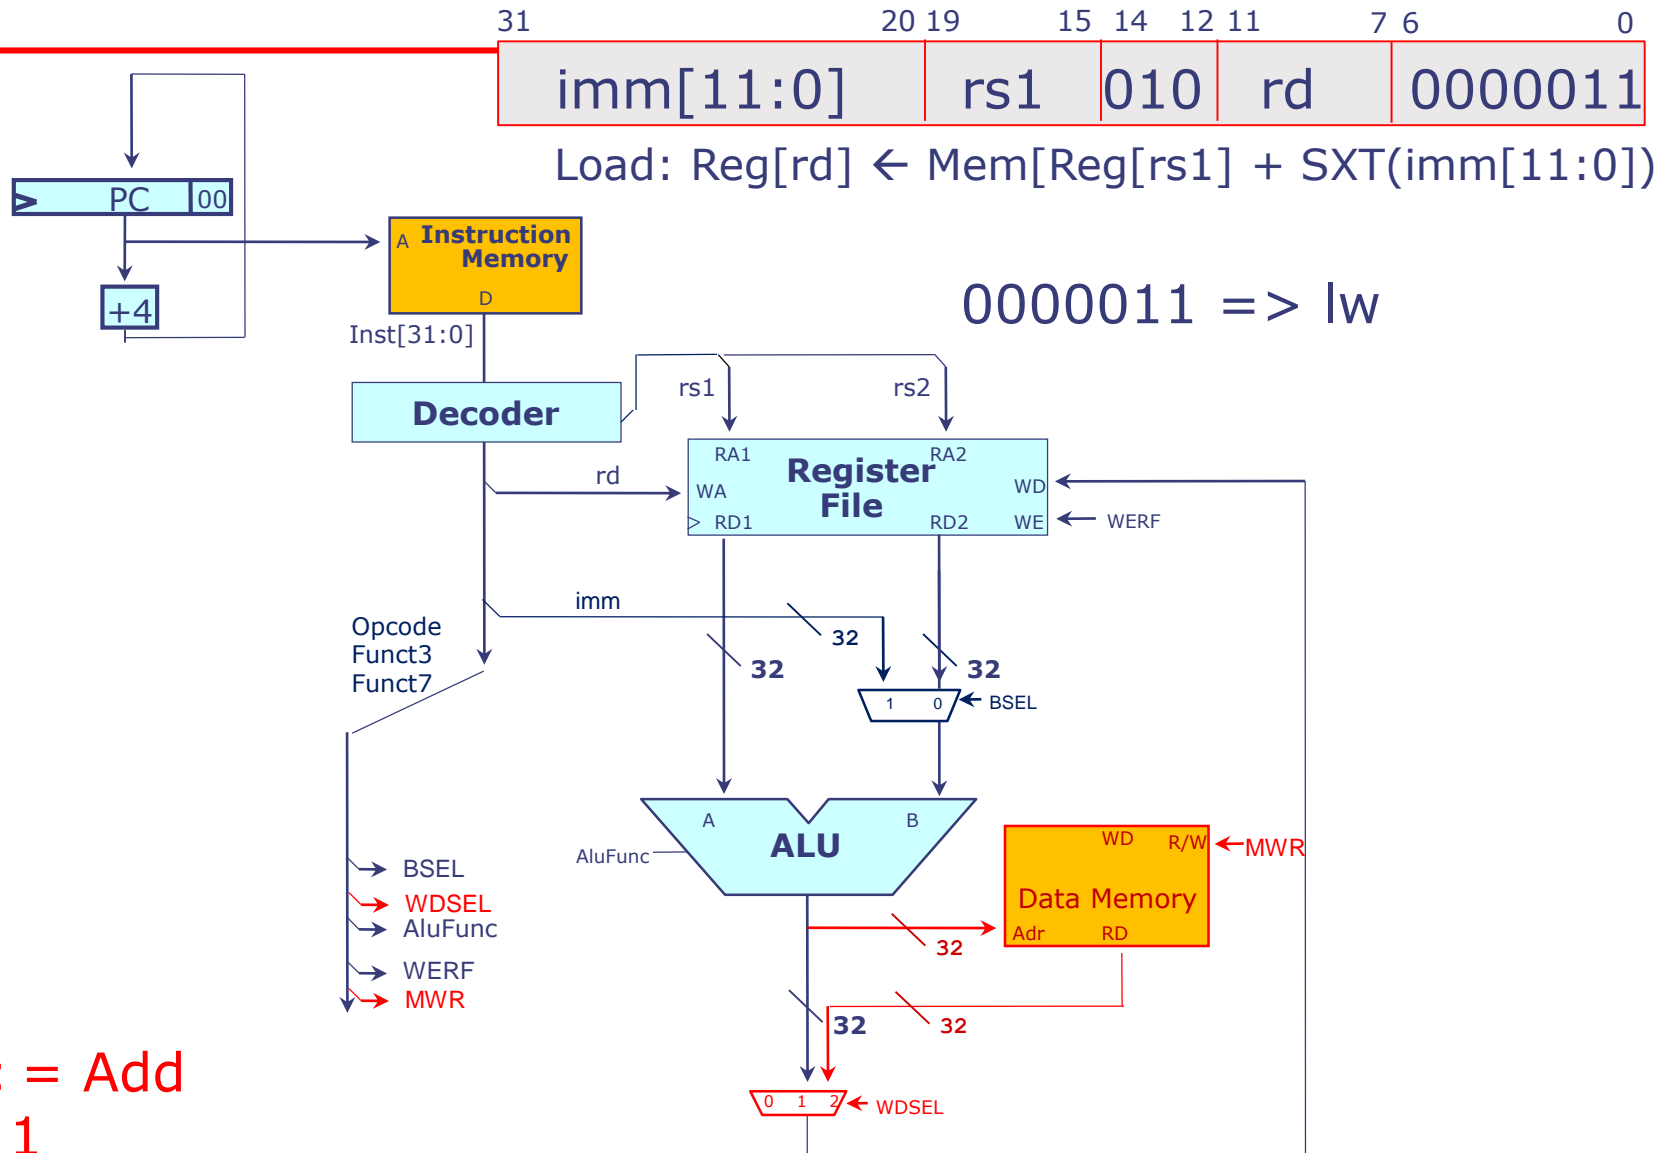 31 20 19 15 14 12 11 7 6 0
imm[11:0] rs1 010 rd 0000011
Load: Reg[rd] ← Mem[Reg[rs1] + SXT(imm[11:0])
PC 00
A Instruction
Memory
D
+4
0000011 => lw
Inst[31:0]
Decoder
rs1 rs2
RA1 RA2
Register
File
rd
WA WD
RD1 RD2 WE WERF
imm
32
Opcode
Funct3
Funct7
32 32
1 0 BSEL
A B
ALU
AluFunc
WD R/W MWR
Data Memory
Adr RD
BSEL
WDSEL
AluFunc
WERF
MWR
32
32 32
= Add
0 1 2 WDSEL
1